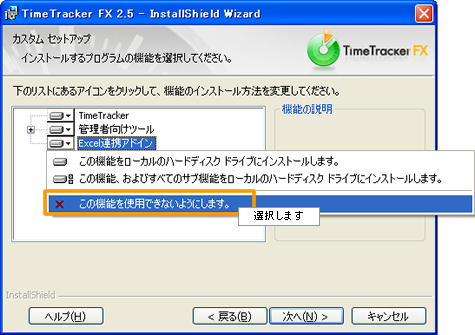 TimeTracker FX 2.5 - InstallShield Wizard
カスタム セットアップ
インストールするプログラムの機能を選択してください。
TimeTracker FX
下のリストにあるアイコンをクリックして、機能のインストール方法を変更してください。
TimeTracker
管理者向けツール
Excel連携アドイン
機能の説明
この機能をローカルのハードディスク ドライブにインストールします。
この機能、およびすべてのサブ機能をローカルのハードディスク ドライブにインストールします。
この機能を使用できないようにします。
選択します
InstallShield
ヘルプ(H)
< 戻る(B)
次へ(N) >
キャンセル